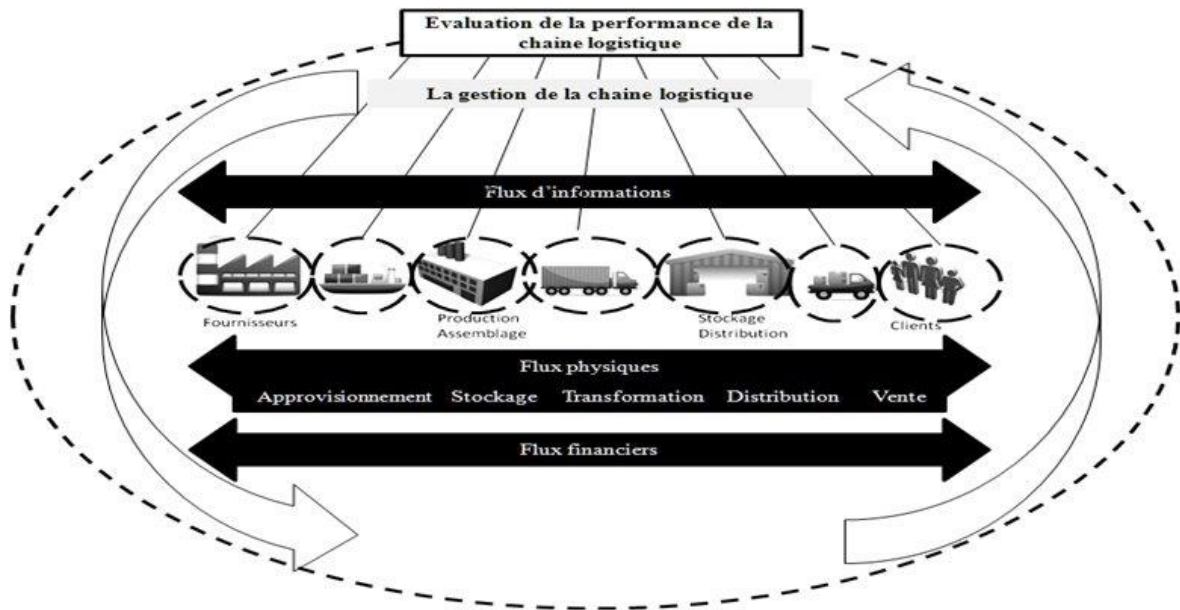 Evaluation de la performance de la
chaine logistique
La gestion de la chaine logistique
Flux d'informations
Fournisseurs
Production
Assemblage
Stockage
Distribution
Clients
Flux physiques
Approvisionnement Stockage Transformation Distribution Vente
Flux financiers